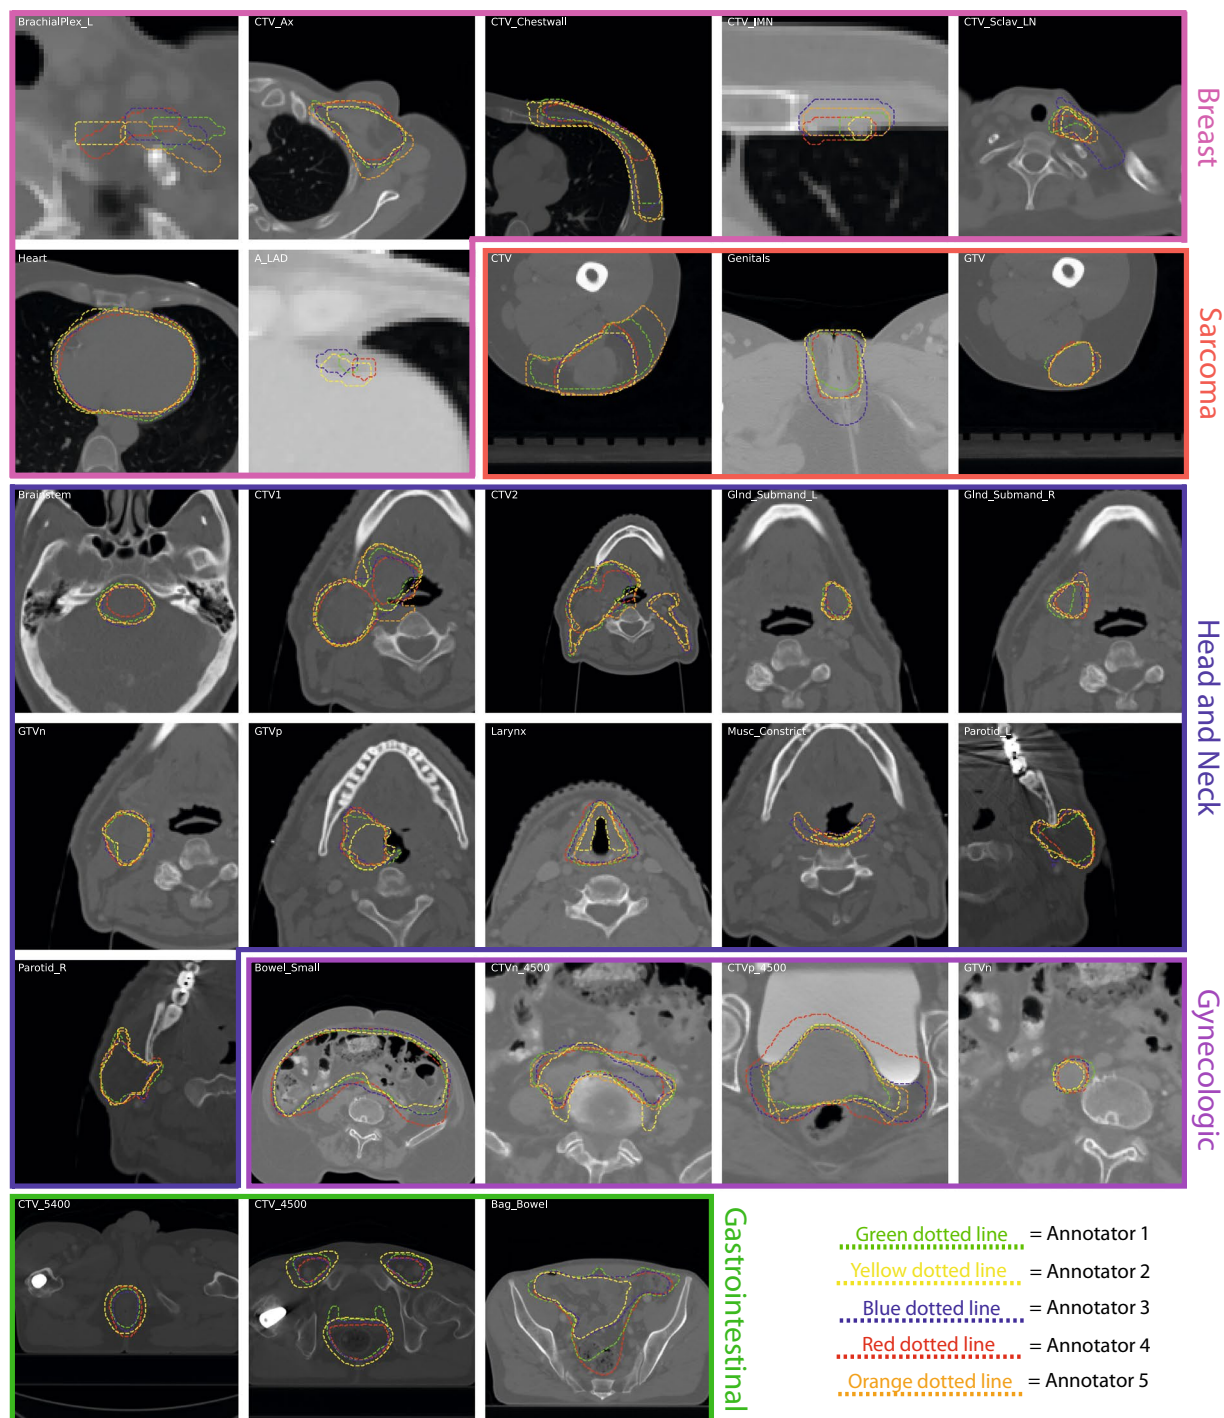 BrachialPlex_L
CTV_Ax
CTV_Chestwall
CTV_IMN
CTV_Sclav_LN
Breast
Heart
A_LAD
CTV
Genitals
GTV
Sarcoma
Brainstem
CTV1
CTV2
Glnd_Submand_L
Glnd_Submand_R
Head and Neck
GTVn
GTVp
Larynx
Musc_Constrict
Parotid_L
Parotid_R
Bowel_Small
CTVn_4500
CTVp_4500
GTVn
Gynecologic
CTV_5400
CTV_4500
Bag_Bowel
Gastrointestinal
Green dotted line = Annotator 1
Yellow dotted line = Annotator 2
Blue dotted line = Annotator 3
Red dotted line = Annotator 4
Orange dotted line = Annotator 5